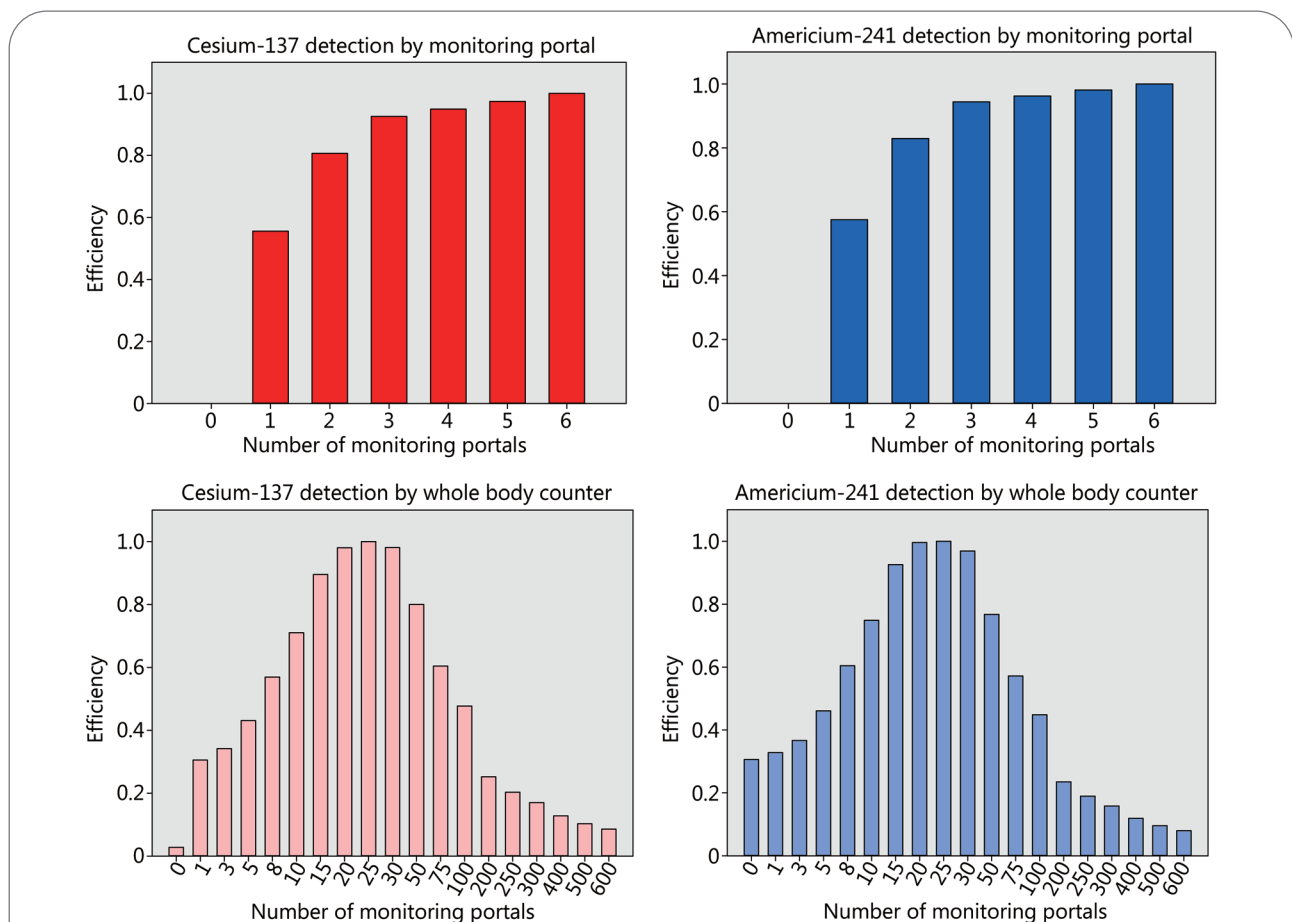 Cesium-137 detection by monitoring portal
Efficiency
1.0
0.8
0.6
0.4
0.2
0
0 1 2 3 4 5 6
Number of monitoring portals
Americium-241 detection by monitoring portal
Efficiency
1.0
0.8
0.6
0.4
0.2
0
0 1 2 3 4 5 6
Number of monitoring portals
Cesium-137 detection by whole body counter
Efficiency
1.0
0.8
0.6
0.4
0.2
0
0 1 3 5 8 10 15 20 25 30 50 75 100 200 250 300 400 500 600
Number of monitoring portals
Americium-241 detection by whole body counter
Efficiency
1.0
0.8
0.6
0.4
0.2
0
0 1 3 5 8 10 15 20 25 30 50 75 100 200 250 300 400 500 600
Number of monitoring portals